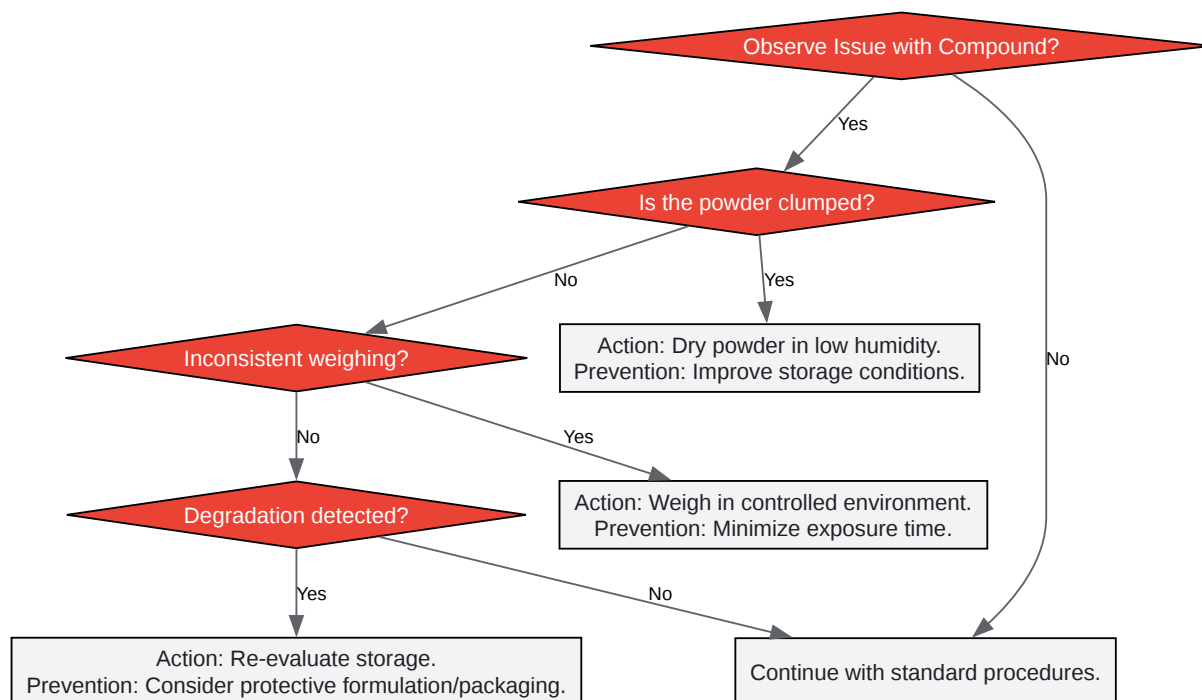 Observe Issue with Compound?
Yes
Is the powder clumped?
No
Yes
Action: Dry powder in low humidity.
Prevention: Improve storage conditions.
No
Inconsistent weighing?
No
Yes
Action: Weigh in controlled environment.
Prevention: Minimize exposure time.
Degradation detected?
Yes
No
Action: Re-evaluate storage.
Prevention: Consider protective formulation/packaging.
Continue with standard procedures.